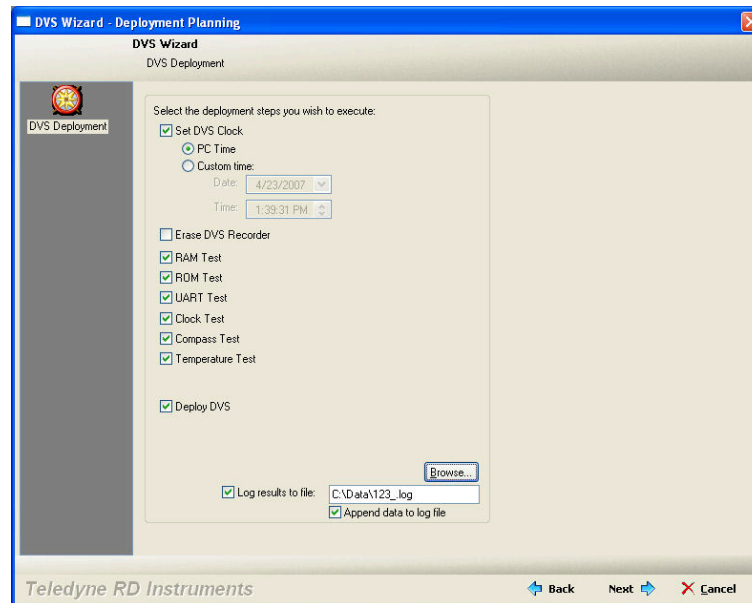 DVS Wizard - Deployment Planning
DVS Wizard
DVS Deployment
DVS Deployment
Select the deployment steps you wish to execute:
Set DVS Clock
PC Time
Custom time:
Date: 4/23/2007
Time: 1:39:31 PM
Erase DVS Recorder
RAM Test
ROM Test
UART Test
Clock Test
Compass Test
Temperature Test
Deploy DVS
Browse...
Log results to file: C:\Data\123_.log
Append data to log file
Teledyne RD Instruments
Back Next Cancel